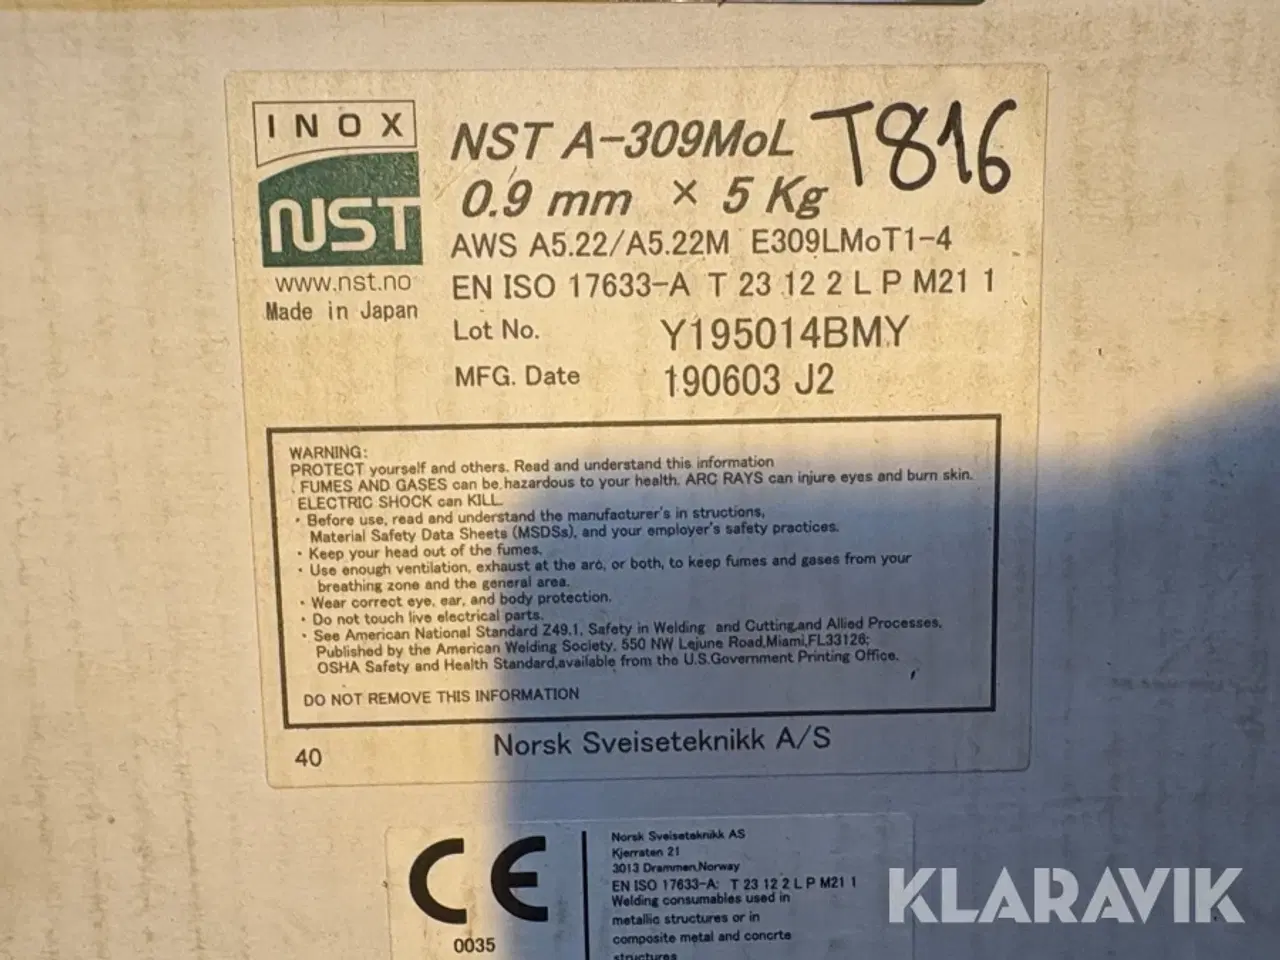 INOX
NST
www.nst.no
Made in Japan
NST A-309MoL
T816
0.9 mm × 5 Kg
AWS A5.22/A5.22M E309LMoT1-4
EN ISO 17633-A T 23 12 2 L P M21 1
Lot No. Y195014BMY
MFG. Date 190603 J2
WARNING:
PROTECT yourself and others. Read and understand this information
FUMES AND GASES can be hazardous to your health. ARC RAYS can injure eyes and burn skin.
ELECTRIC SHOCK can KILL.
· Before use, read and understand the manufacturer's in structions,
Material Safety Data Sheets (MSDSs), and your employer's safety practices.
· Keep your head out of the fumes.
· Use enough ventilation, exhaust at the arc, or both, to keep fumes and gases from your
breathing zone and the general area.
· Wear correct eye, ear, and body protection.
· Do not touch live electrical parts.
· See American National Standard Z49.1, Safety in Welding and Cutting,and Allied Processes,
Published by the American Welding Society. 550 NW Lejune Road,Miami,FL33126;
OSHA Safety and Health Standard,available from the U.S.Government Printing Office.
DO NOT REMOVE THIS INFORMATION
40
Norsk Sveiseteknikk A/S
CE
0035
Norsk Sveiseteknikk AS
Kjerraten 21
3013 Drammen,Norway
EN ISO 17633-A: T 23 12 2 L P M21 1
Welding consumables used in
metallic structures or in
composite metal and concrte
structures
KLARAVIK